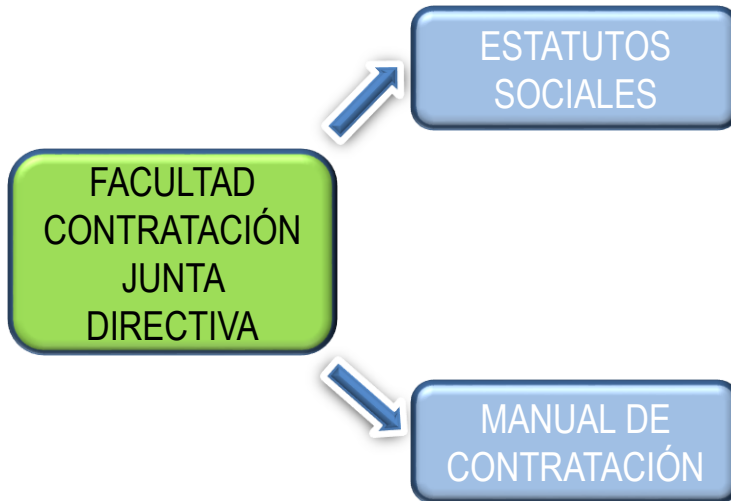 ESTATUTOS
SOCIALES
FACULTAD
CONTRATACIÓN
JUNTA
DIRECTIVA
MANUAL DE
CONTRATACIÓN